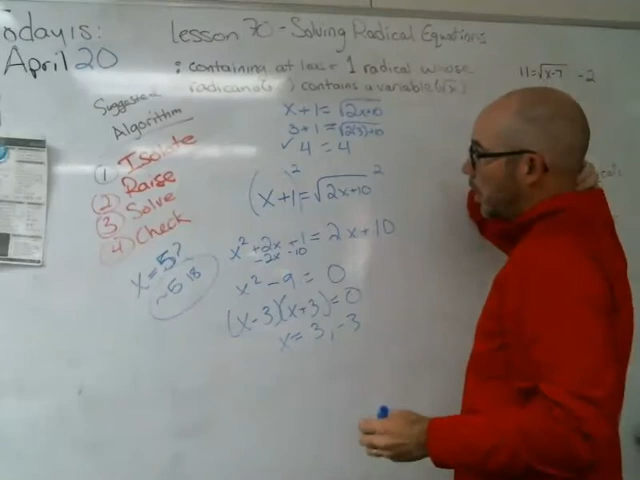 Today is:
April 20
Lesson 70 - Solving Radical Equations
: containing at least 1 radical whose
radicand( ) contains a variable (√x)
11=√x-7 -2
Suggested
Algorithm
① Isolate
② Raise
③ Solve
④ Check
x=5?
x+1=√2x+10
3+1=√2(3)+10
✓ 4=4
(x+1=√2x+10
2 2
x²+2x+1=2x+10
-2x-10
x²-9=0
(x-3)(x+3)=0
x=3,-3